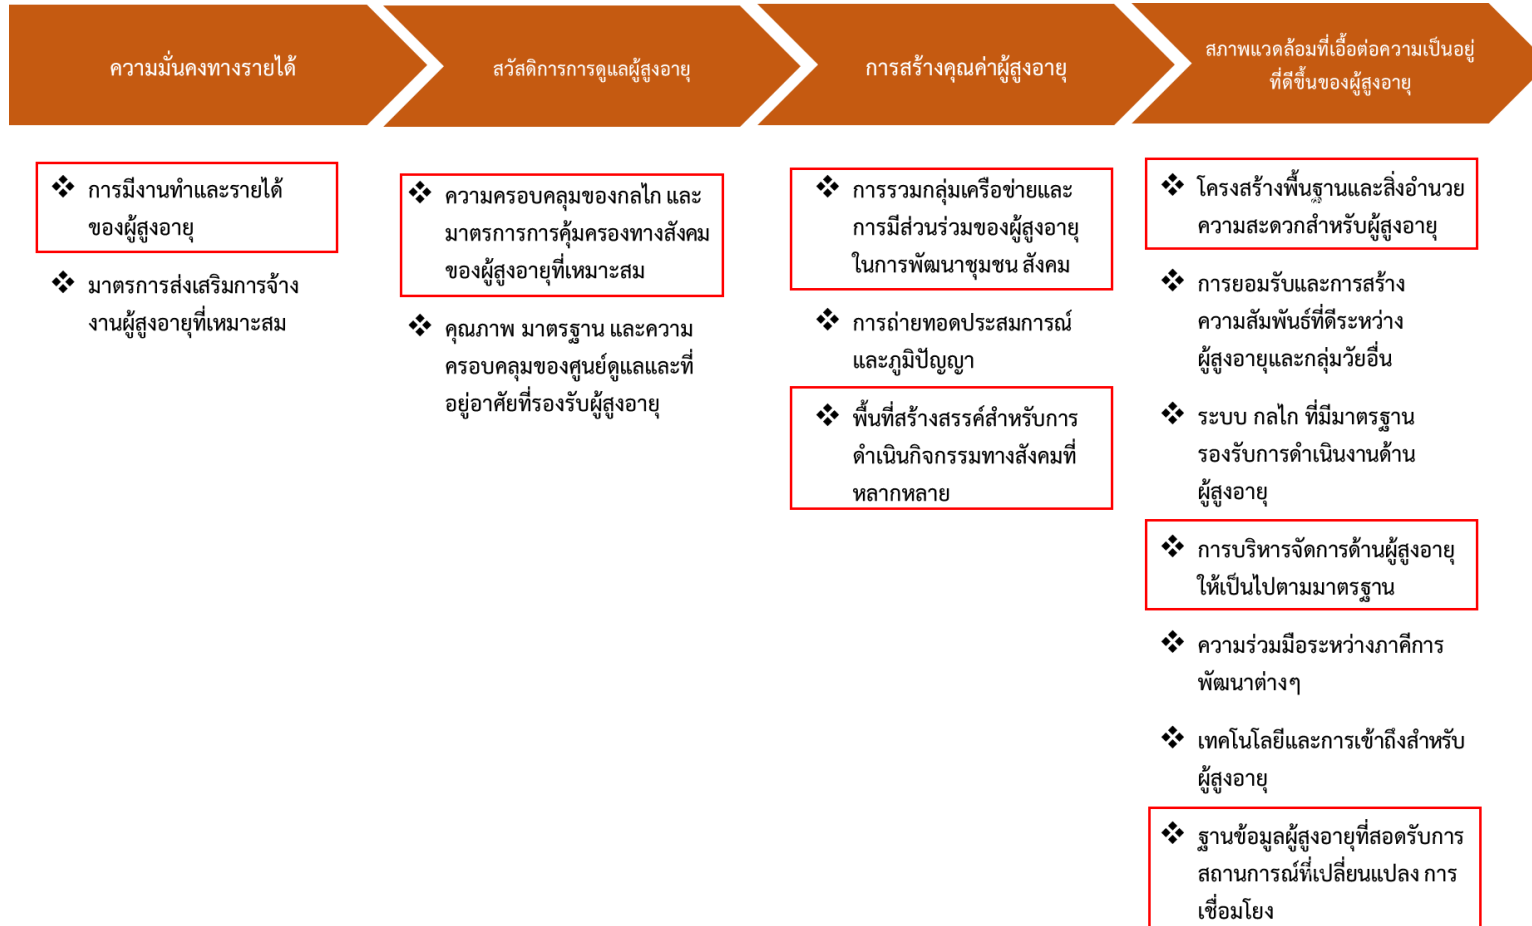 ความมั่นคงทางรายได้
สวัสดิการการดูแลผู้สูงอายุ
การสร้างคุณค่าผู้สูงอายุ
สภาพแวดล้อมที่เอื้อต่อความเป็นอยู่
ที่ดีขึ้นของผู้สูงอายุ
❖ การมีงานทำและรายได้
ของผู้สูงอายุ
❖ มาตรการส่งเสริมการจ้าง
งานผู้สูงอายุที่เหมาะสม
❖ ความครอบคลุมของกลไก และ
มาตรการการคุ้มครองทางสังคม
ของผู้สูงอายุที่เหมาะสม
❖ คุณภาพ มาตรฐาน และความ
ครอบคลุมของศูนย์ดูแลและที่
อยู่อาศัยที่รองรับผู้สูงอายุ
❖ การรวมกลุ่มเครือข่ายและ
การมีส่วนร่วมของผู้สูงอายุ
ในการพัฒนาชุมชน สังคม
❖ การถ่ายทอดประสมการณ์
และภูมิปัญญา
❖ พื้นที่สร้างสรรค์สำหรับการ
ดำเนินกิจกรรมทางสังคมที่
หลากหลาย
❖ โครงสร้างพื้นฐานและสิ่งอำนวย
ความสะดวกสำหรับผู้สูงอายุ
❖ การยอมรับและการสร้าง
ความสัมพันธ์ที่ดีระหว่าง
ผู้สูงอายุและกลุ่มวัยอื่น
❖ ระบบ กลไก ที่มีมาตรฐาน
รองรับการดำเนินงานด้าน
ผู้สูงอายุ
❖ การบริหารจัดการด้านผู้สูงอายุ
ให้เป็นไปตามมาตรฐาน
❖ ความร่วมมือระหว่างภาคีการ
พัฒนาต่างๆ
❖ เทคโนโลยีและการเข้าถึงสำหรับ
ผู้สูงอายุ
❖ ฐานข้อมูลผู้สูงอายุที่สอดรับการ
สถานการณ์ที่เปลี่ยนแปลง การ
เชื่อมโยง